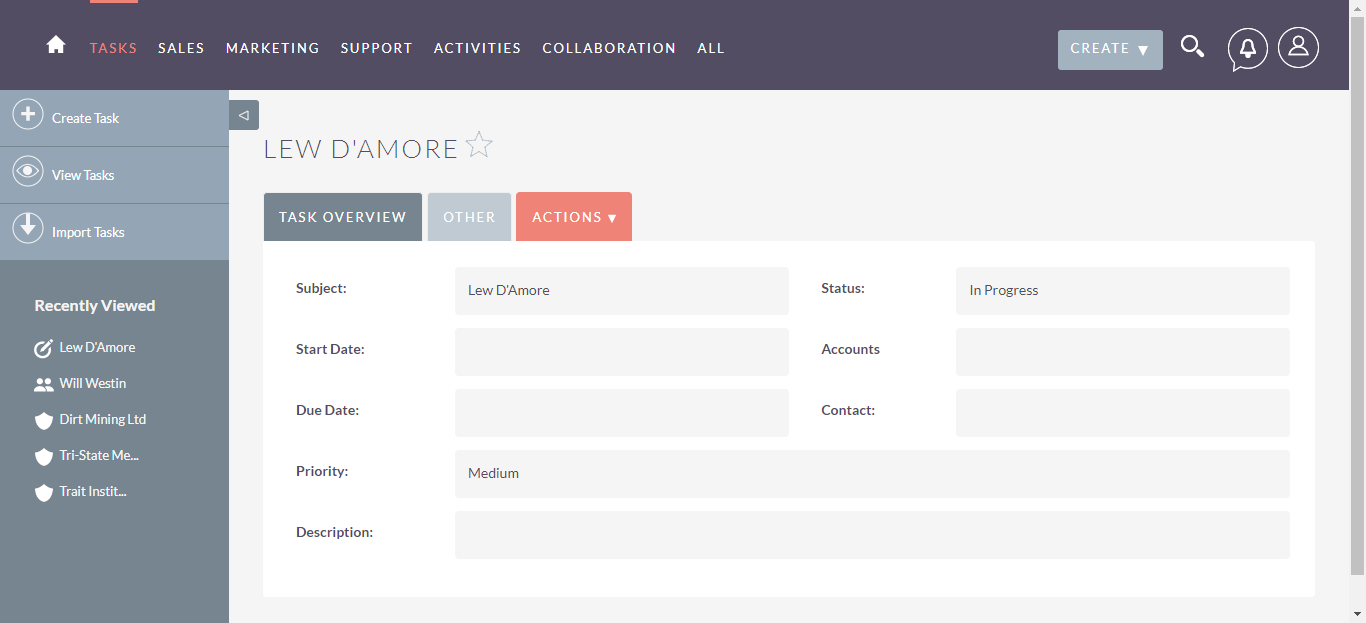 TASKS SALES MARKETING SUPPORT ACTIVITIES COLLABORATION ALL CREATE ▼
Create Task
View Tasks
Import Tasks
Recently Viewed
Lew D'Amore
Will Westin
Dirt Mining Ltd
Tri-State Me...
Trait Instit...
LEW D'AMORE
TASK OVERVIEW OTHER ACTIONS ▼
Subject: Lew D'Amore Status: In Progress
Start Date: Accounts
Due Date: Contact:
Priority: Medium
Description: